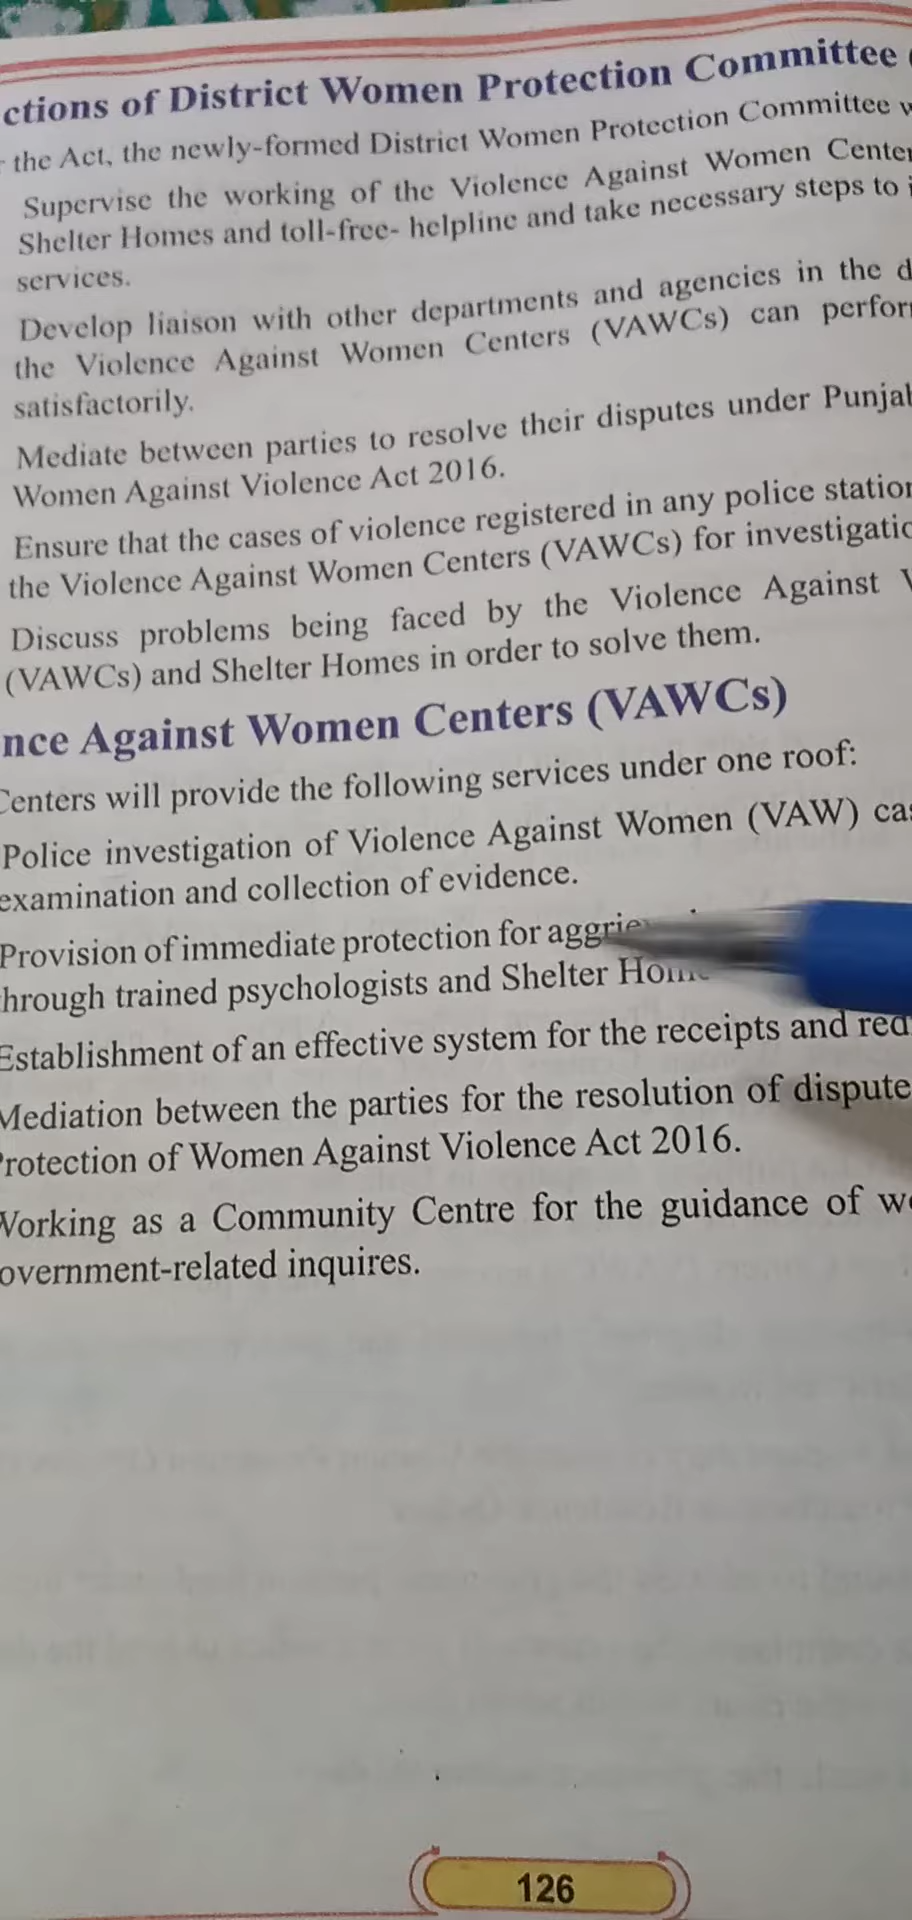 ctions of District Women Protection Committee
the Act, the newly-formed District Women Protection Committee
Supervise the working of the Violence Against Women Center
Shelter Homes and toll-free- helpline and take necessary steps to
services.
Develop liaison with other departments and agencies in the d
the Violence Against Women Centers (VAWCs) can perfor
satisfactorily.
Mediate between parties to resolve their disputes under Punjab
Women Against Violence Act 2016.
Ensure that the cases of violence registered in any police station
the Violence Against Women Centers (VAWCs) for investigatio
Discuss problems being faced by the Violence Against
(VAWCs) and Shelter Homes in order to solve them.
nce Against Women Centers (VAWCs)
Centers will provide the following services under one roof:
Police investigation of Violence Against Women (VAW) cas
examination and collection of evidence.
Provision of immediate protection for
through trained psychologists and Shelter
Establishment of an effective system for the receipts and red
Mediation between the parties for the resolution of dispute
Protection of Women Against Violence Act 2016.
Working as a Community Centre for the guidance of wo
overnment-related inquires.
126